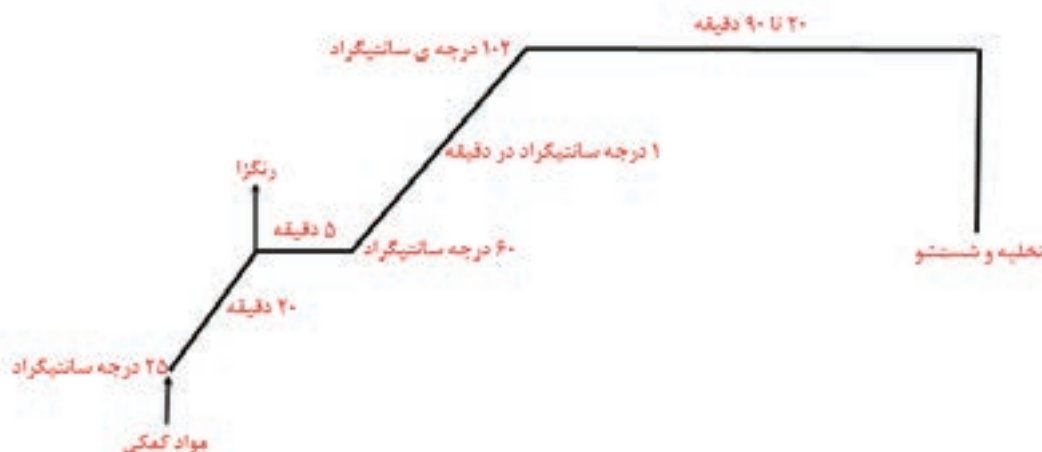 ۲۰ تا ۹۰ دقیقه
۱۰۲ درجه ی سانتیگراد
۱ درجه سانتیگراد در دقیقه
رنگزا
۵ دقیقه
۶۰ درجه سانتیگراد
تخلیه و شستشو
۲۰ دقیقه
۲۵ درجه سانتیگراد
مواد کمکی